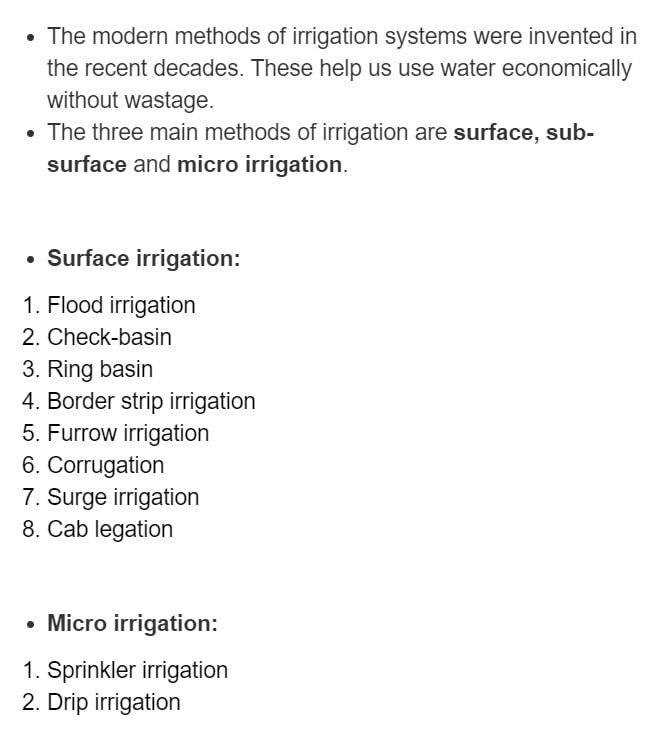 • The modern methods of irrigation systems were invented in
the recent decades. These help us use water economically
without wastage.
• The three main methods of irrigation are surface, sub-
surface and micro irrigation.
• Surface irrigation:
1. Flood irrigation
2. Check-basin
3. Ring basin
4. Border strip irrigation
5. Furrow irrigation
6. Corrugation
7. Surge irrigation
8. Cab legation
• Micro irrigation:
1. Sprinkler irrigation
2. Drip irrigation